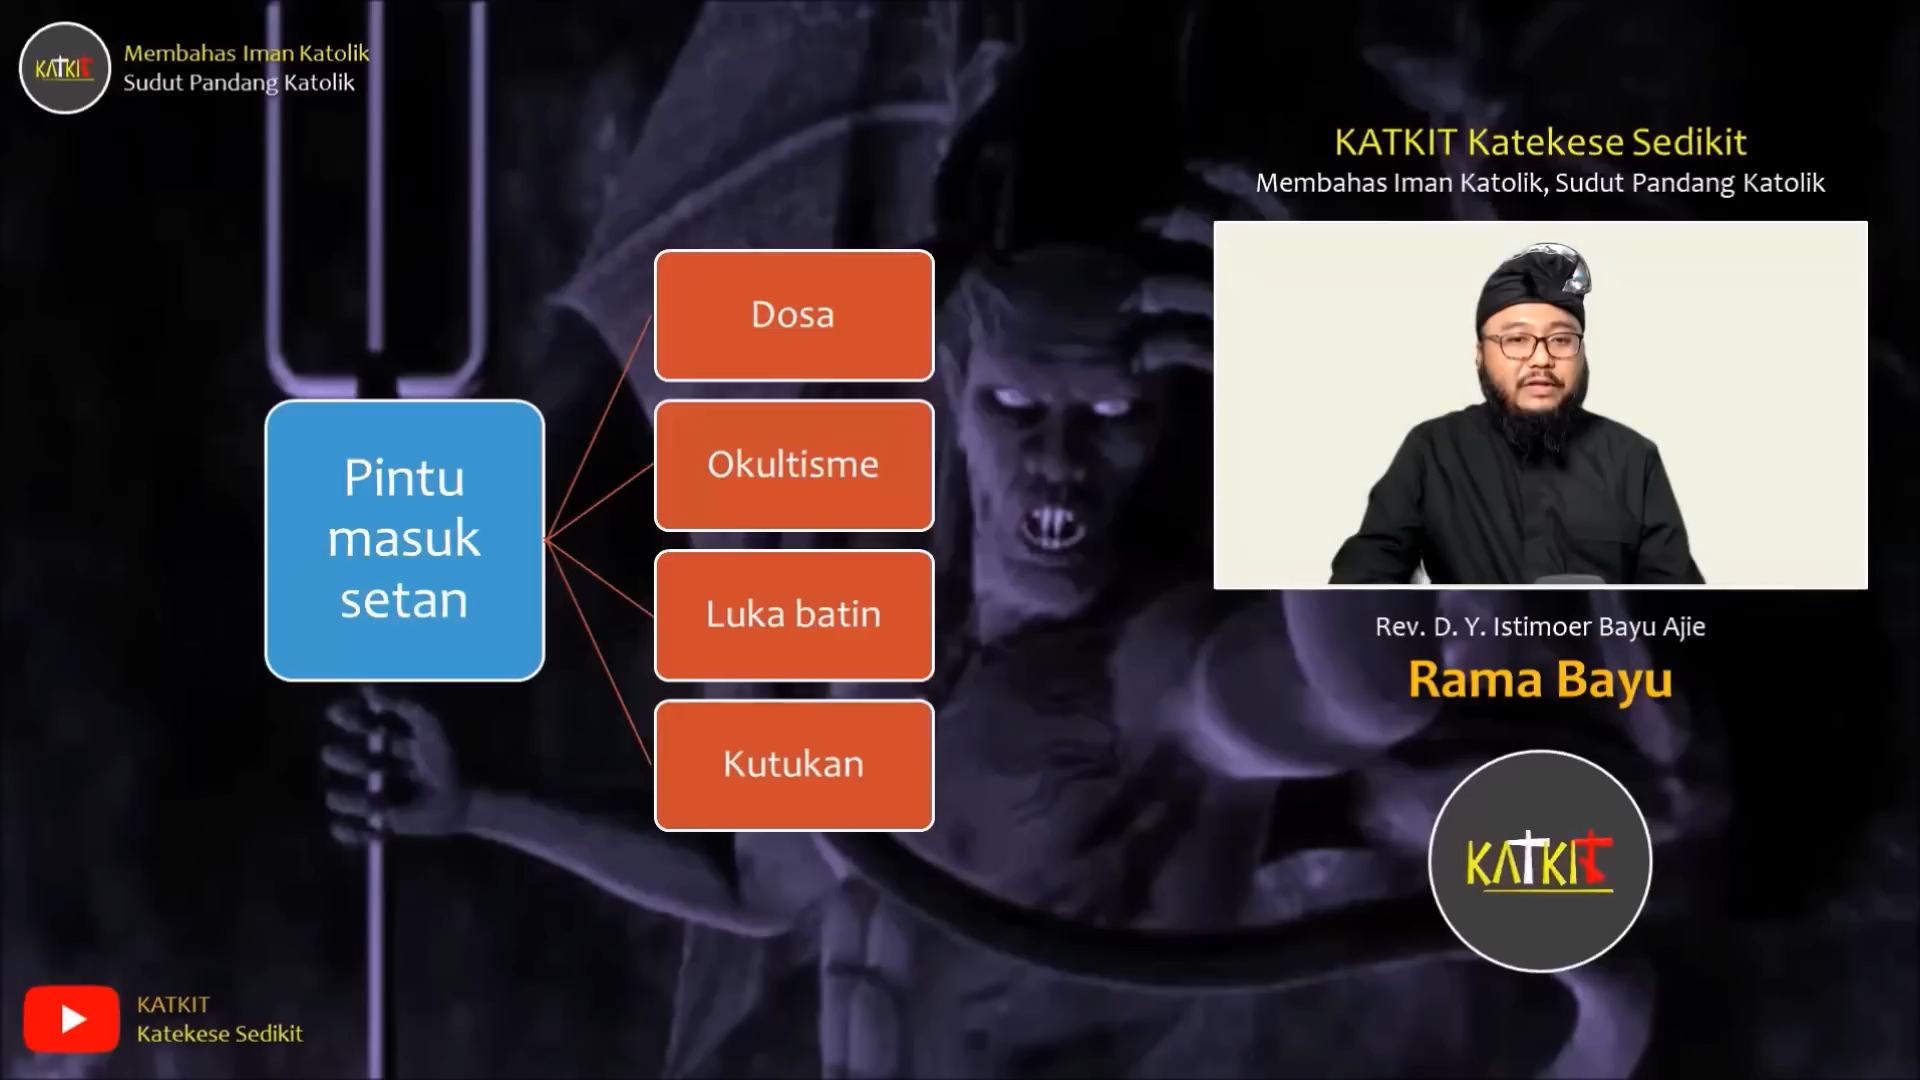 KATKIT
Membahas Iman Katolik
Sudut Pandang Katolik
Pintu
masuk
setan
Dosa
Okultisme
Luka batin
Kutukan
KATKIT Katekese Sedikit
Membahas Iman Katolik, Sudut Pandang Katolik
Rev. D. Y. Istimoer Bayu Ajie
Rama Bayu
KATKIT
KATKIT
Katekese Sedikit